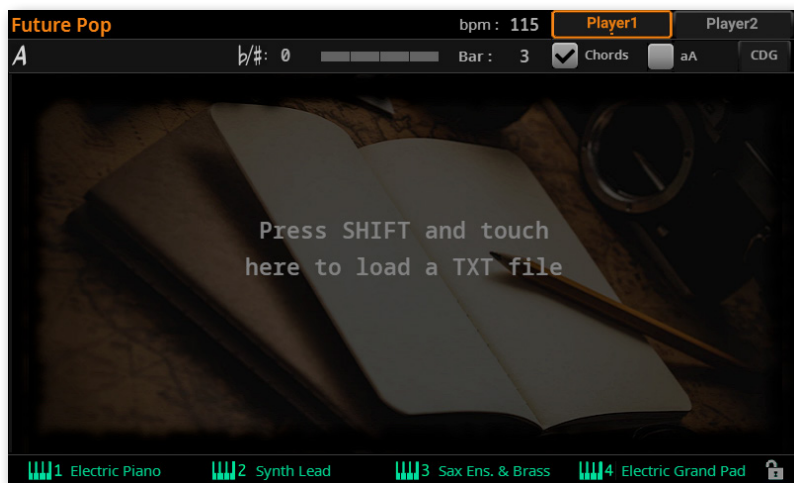 Future Pop bpm: 115 Player1 Player2
A b/#: 0 Bar: 3 Chords aA CDG
Press SHIFT and touch
here to load a TXT file
1 Electric Piano 2 Synth Lead 3 Sax Ens. & Brass 4 Electric Grand Pad